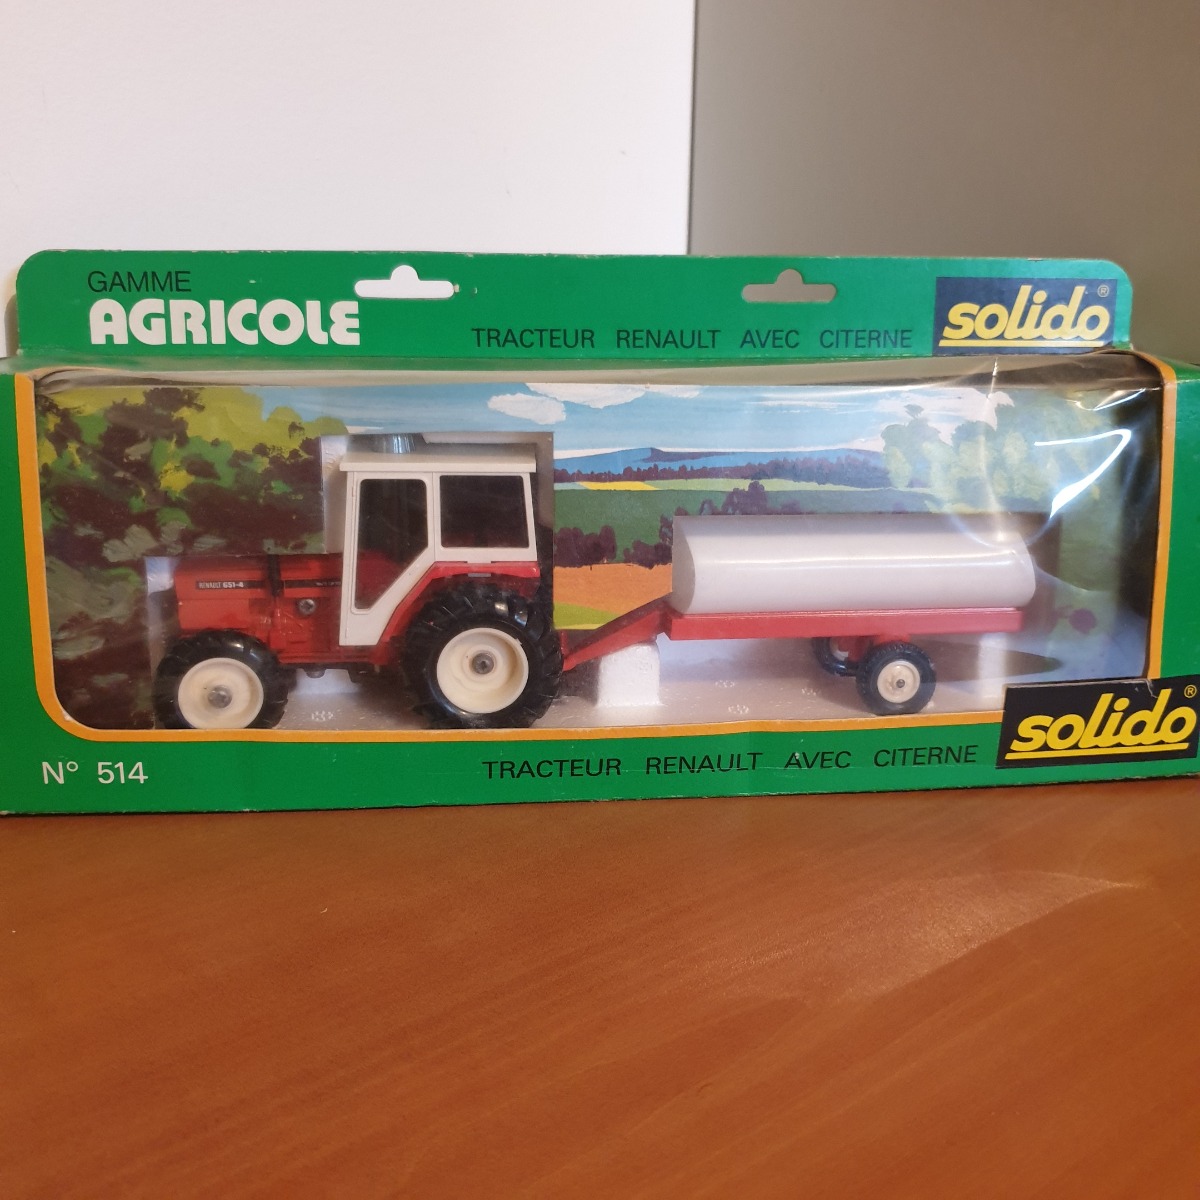 GAMME
AGRICOLE
TRACTEUR RENAULT AVEC CITERNE
solido®
RENAULT 651-4
N° 514
TRACTEUR RENAULT AVEC CITERNE
solido®